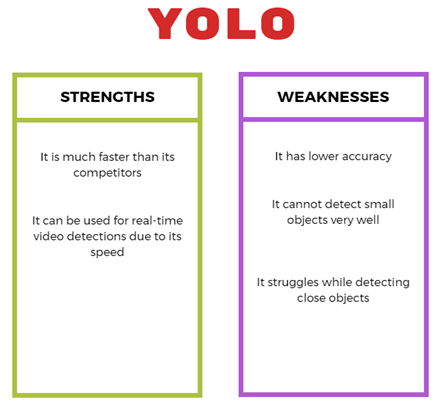 YOLO
STRENGTHS
It is much faster than its
competitors
It can be used for real-time
video detections due to its
speed
WEAKNESSES
It has lower accuracy
It cannot detect small
objects very well
It struggles while detecting
close objects